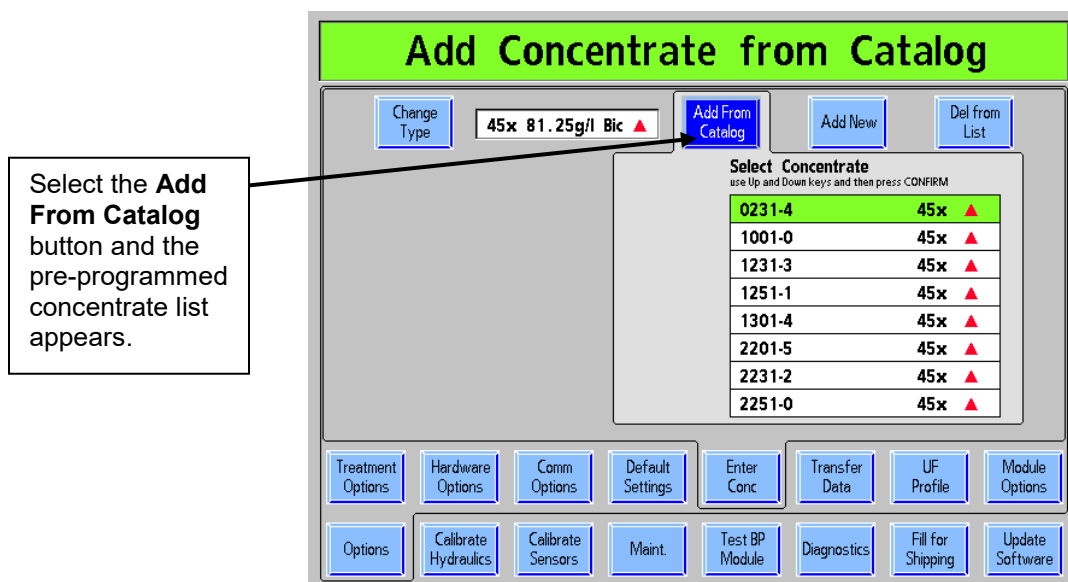 Add Concentrate from Catalog
Change
Type
45x 81.25g/l Bic ▲
Add From
Catalog
Add New
Del from
List
Select the Add
From Catalog
button and the
pre-programmed
concentrate list
appears.
Select Concentrate
use Up and Down keys and then press CONFIRM
0231-4 45x ▲
1001-0 45x ▲
1231-3 45x ▲
1251-1 45x ▲
1301-4 45x ▲
2201-5 45x ▲
2231-2 45x ▲
2251-0 45x ▲
Treatment
Options
Hardware
Options
Comm
Options
Default
Settings
Enter
Conc
Transfer
Data
UF
Profile
Module
Options
Options
Calibrate
Hydraulics
Calibrate
Sensors
Maint.
Test BP
Module
Diagnostics
Fill for
Shipping
Update
Software